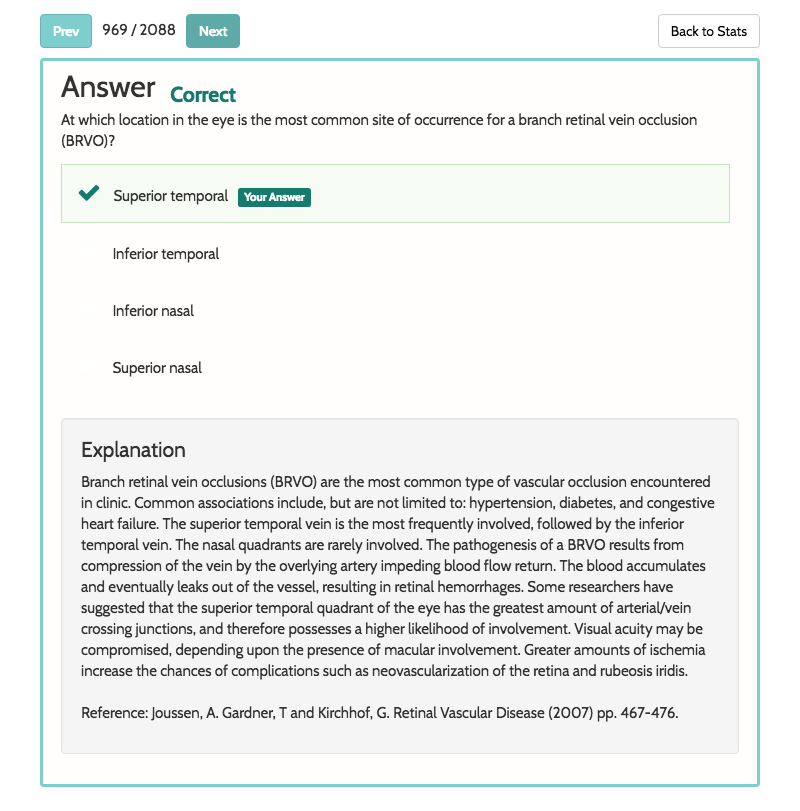 Prev 969 / 2088 Next Back to Stats
Answer Correct
At which location in the eye is the most common site of occurrence for a branch retinal vein occlusion
(BRVO)?
Superior temporal Your Answer
Inferior temporal
Inferior nasal
Superior nasal
Explanation
Branch retinal vein occlusions (BRVO) are the most common type of vascular occlusion encountered
in clinic. Common associations include, but are not limited to: hypertension, diabetes, and congestive
heart failure. The superior temporal vein is the most frequently involved, followed by the inferior
temporal vein. The nasal quadrants are rarely involved. The pathogenesis of a BRVO results from
compression of the vein by the overlying artery impeding blood flow return. The blood accumulates
and eventually leaks out of the vessel, resulting in retinal hemorrhages. Some researchers have
suggested that the superior temporal quadrant of the eye has the greatest amount of arterial/vein
crossing junctions, and therefore possesses a higher likelihood of involvement. Visual acuity may be
compromised, depending upon the presence of macular involvement. Greater amounts of ischemia
increase the chances of complications such as neovascularization of the retina and rubeosis iridis.
Reference: Joussen, A. Gardner, T and Kirchhof, G. Retinal Vascular Disease (2007) pp. 467-476.